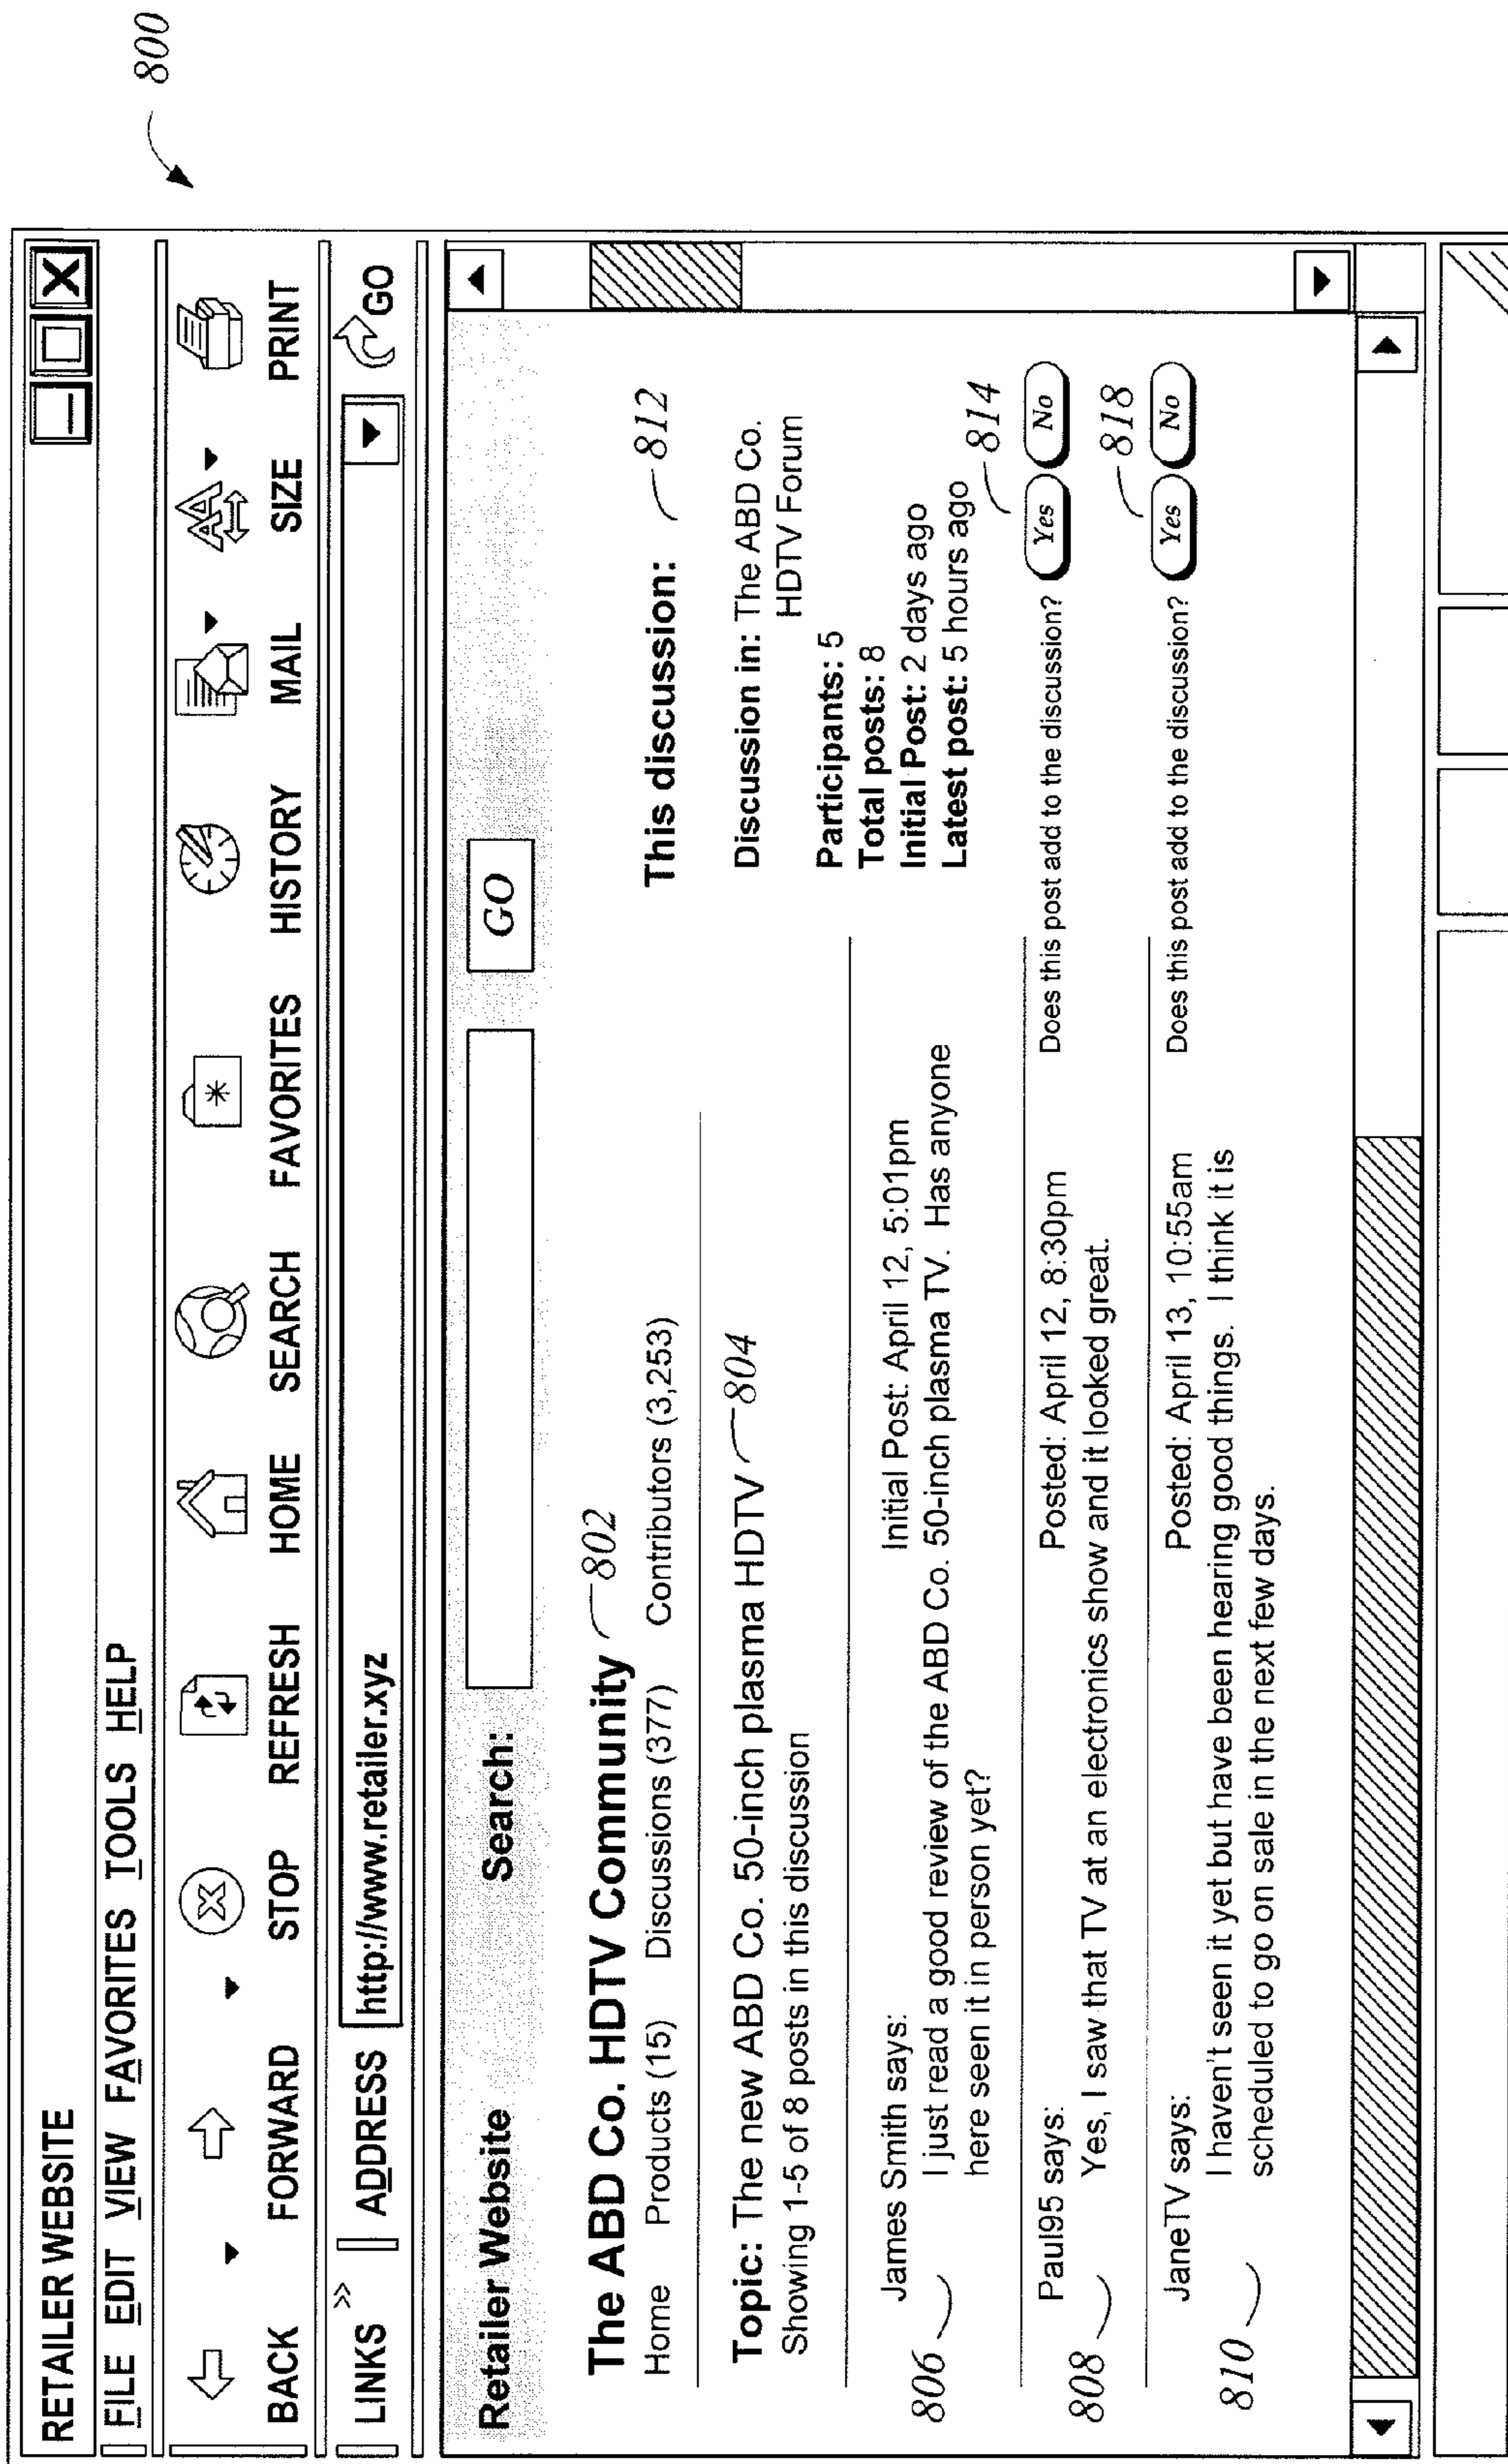 800
RETAILER WEBSITE
FILE EDIT VIEW FAVORITES TOOLS HELP
BACK FORWARD STOP REFRESH HOME SEARCH FAVORITES HISTORY MAIL SIZE PRINT
LINKS >> ADDRESS http://www.retailer.xyz GO
Retailer Website Search: GO
The ABD Co. HDTV Community 802
Home Products (15) Discussions (377) Contributors (3,253)
This discussion: 812
Topic: The new ABD Co. 50-inch plasma HDTV 804
Showing 1-5 of 8 posts in this discussion
Discussion in: The ABD Co.
HDTV Forum
Participants: 5
Total posts: 8
Initial Post: 2 days ago
Latest post: 5 hours ago
806 James Smith says: Initial Post: April 12, 5:01pm
I just read a good review of the ABD Co. 50-inch plasma TV. Has anyone
here seen it in person yet?
814
808 Paul95 says: Posted: April 12, 8:30pm Does this post add to the discussion? Yes No
Yes, I saw that TV at an electronics show and it looked great.
818
810 JaneTV says: Posted: April 13, 10:55am Does this post add to the discussion? Yes No
I haven't seen it yet but have been hearing good things. I think it is
scheduled to go on sale in the next few days.